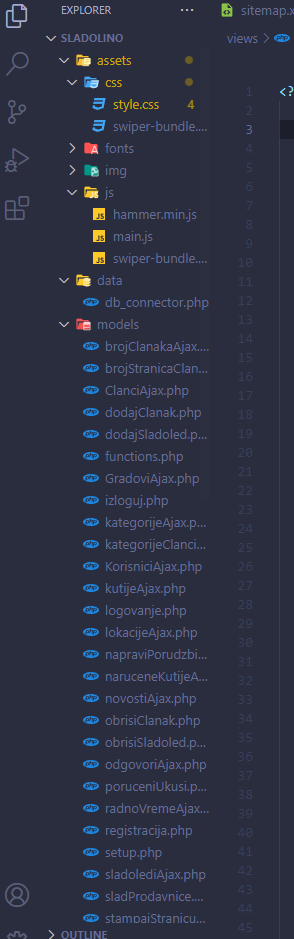 EXPLORER
...
sitemap.x
SLADOLINO
views >
assets
css
style.css 4
swiper-bundle....
fonts
img
js
hammer.min.js
main.js
swiper-bundle....
data
db_connector.php
models
brojClanakaAjax....
brojStranicaClan...
ClanciAjax.php
dodajClanak.php
dodajSladoled.p...
functions.php
GradoviAjax.php
izloguj.php
kategorijeAjax.p...
kategorijeClanci...
KorisniciAjax.php
kutijeAjax.php
logovanje.php
lokacijeAjax.php
napraviPorudzbi...
naruceneKutijeA...
novostiAjax.php
obrisiClanak.php
obrisiSladoled.p...
odgovoriAjax.php
poruceniUkusi.p...
radnoVremeAjax...
registracija.php
setup.php
sladolediAjax.php
sladProdavnice....
stampajStranicu...
OUTLINE
1 <?
2
3
4
5
6
7
8
9
10
11
12
13
14
15
16
17
18
19
20
21
22
23
24
25
26
27
28
29
30
31
32
33
34
35
36
37
38
39
40
41
42
43
44
45